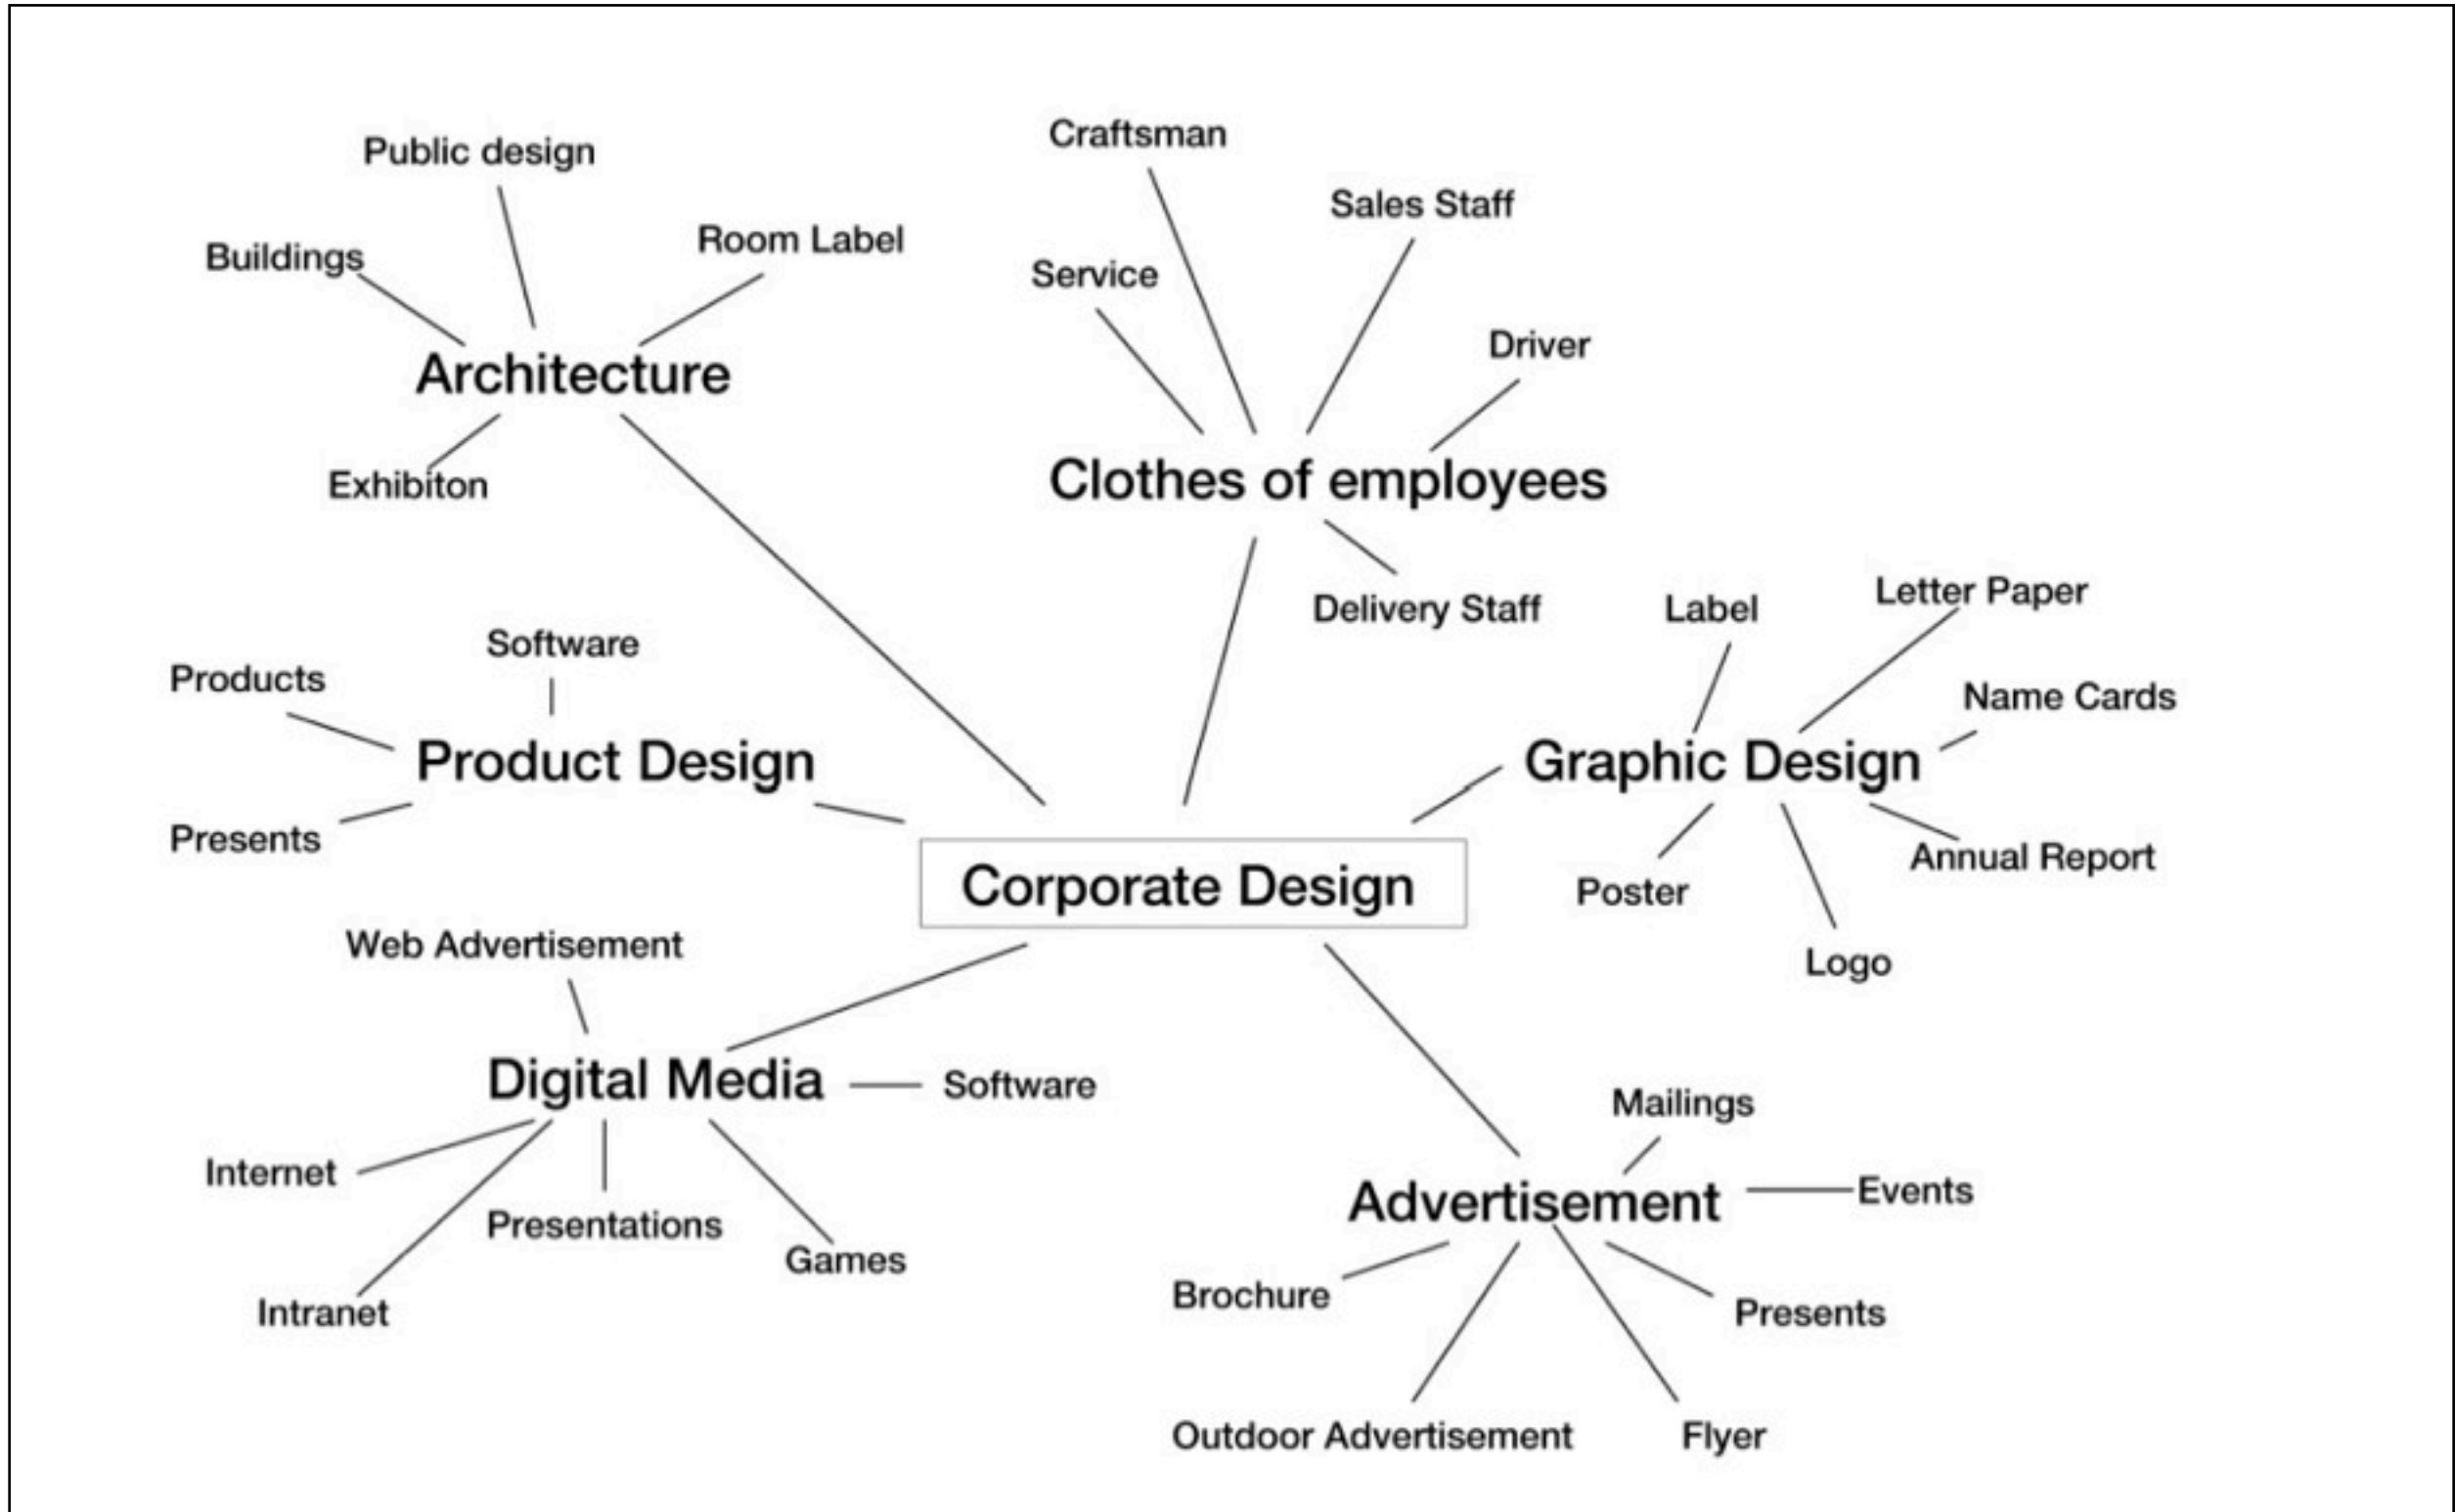 Craftsman
Public design
Sales Staff
Room Label
Buildings
Service
Driver
Architecture
Clothes of employees
Exhibiton
Delivery Staff
Label
Letter Paper
Software
Products
Name Cards
Product Design
Graphic Design
Presents
Annual Report
Corporate Design
Poster
Web Advertisement
Logo
Digital Media
Software
Mailings
Internet
Events
Advertisement
Presentations
Games
Brochure
Intranet
Presents
Outdoor Advertisement
Flyer